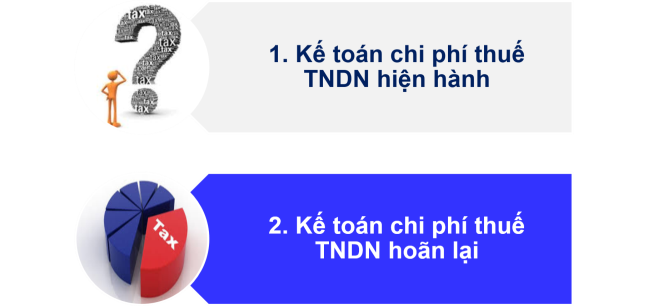 1. Kế toán chi phí thuế
TNDN hiện hành
2. Kế toán chi phí thuế
TNDN hoãn lại
Tax